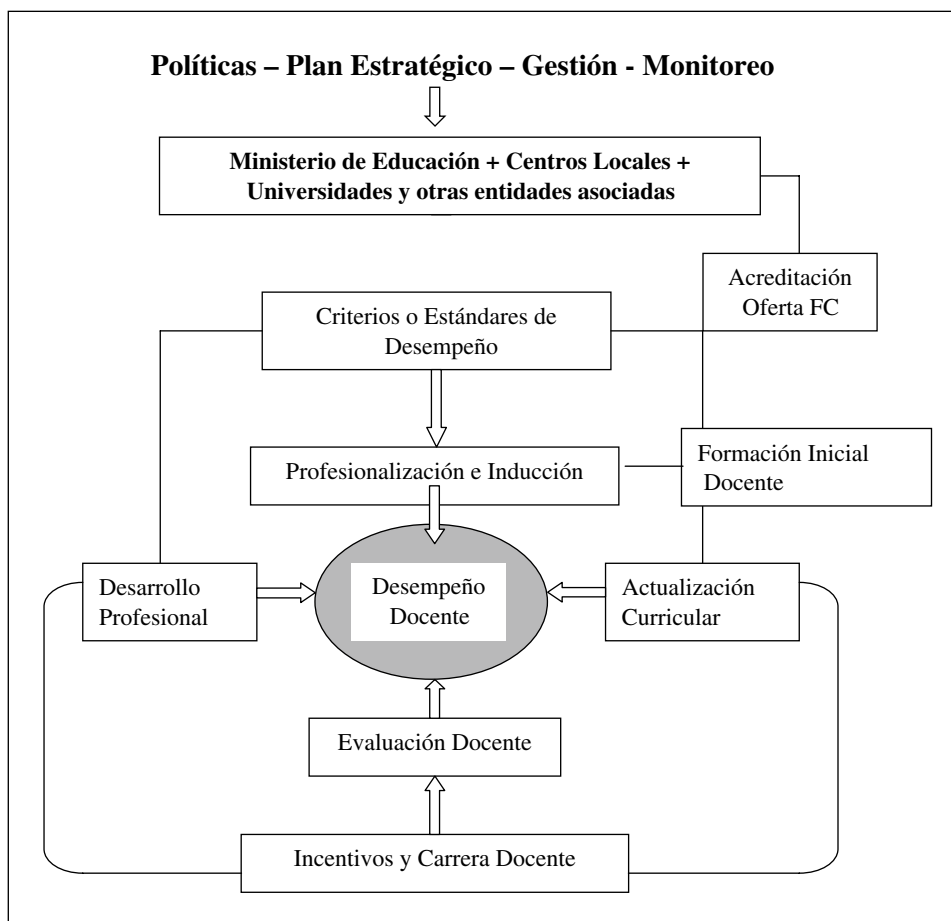 Políticas – Plan Estratégico – Gestión - Monitoreo
Ministerio de Educación + Centros Locales +
Universidades y otras entidades asociadas
Acreditación
Oferta FC
Criterios o Estándares de
Desempeño
Profesionalización e Inducción
Formación Inicial
Docente
Desarrollo
Profesional
Desempeño
Docente
Actualización
Curricular
Evaluación Docente
Incentivos y Carrera Docente